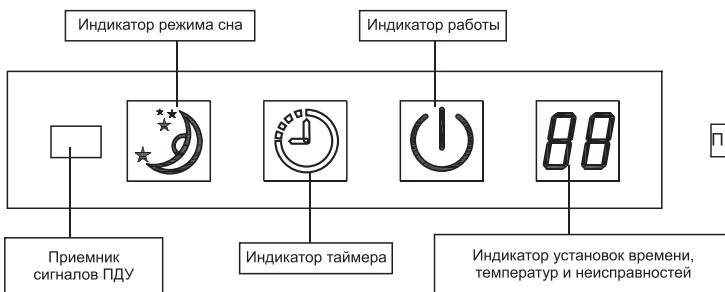 Индикатор режима сна
Индикатор работы
88
П
Приемник
сигналов ПДУ
Индикатор таймера
Индикатор установок времени,
температур и неисправностей